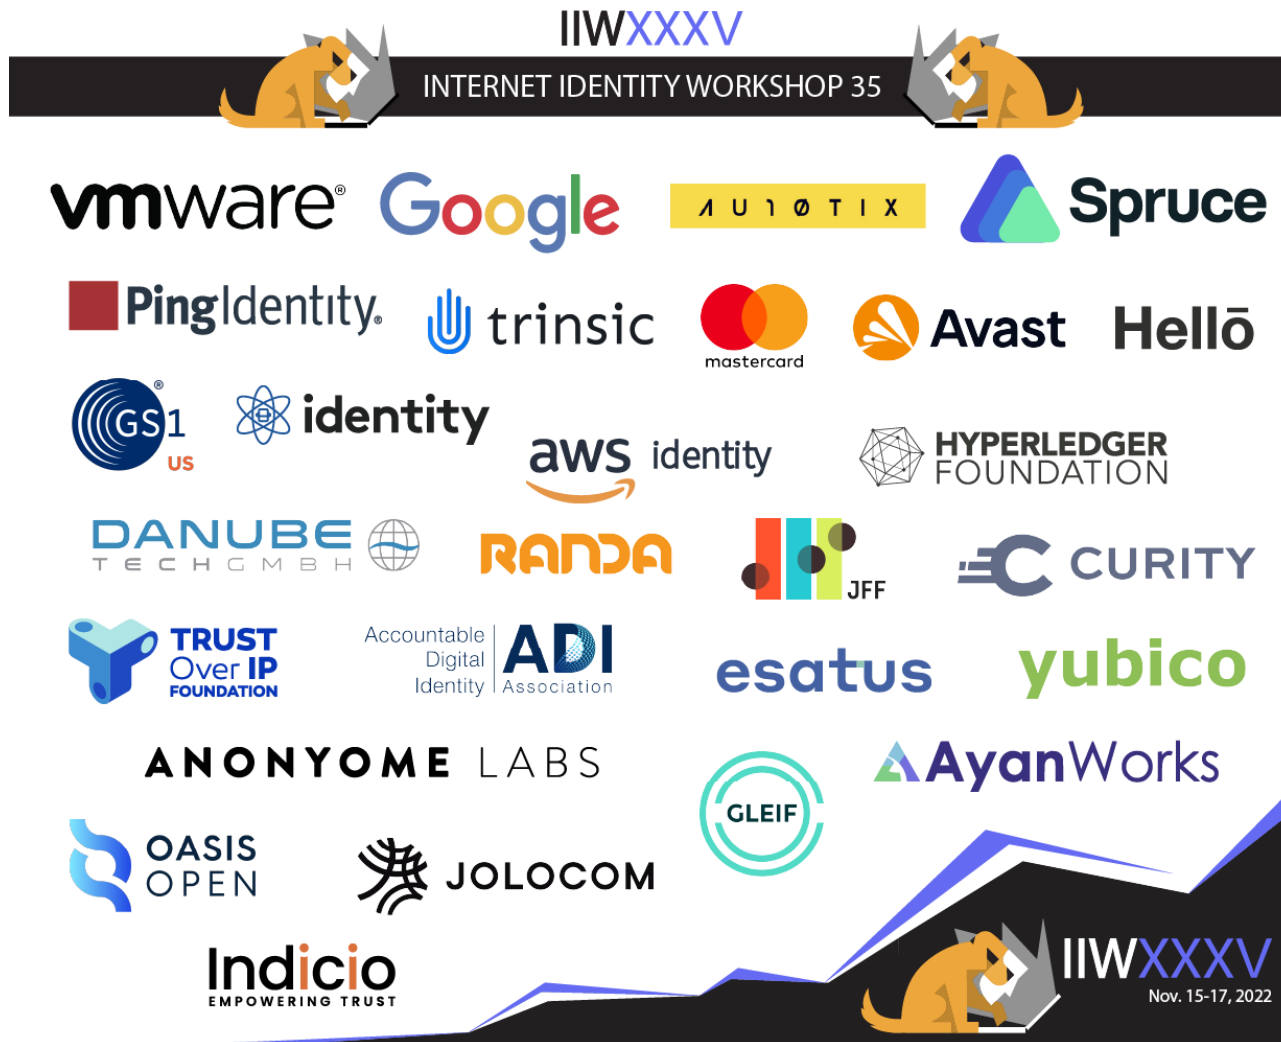 IIWXXXV
INTERNET IDENTITY WORKSHOP 35
vmware®
Google
AU10TIX
Spruce
PingIdentity®
trinsic
mastercard
Avast
Hellō
GS1 ®
US
identity
aws identity
HYPERLEDGER
FOUNDATION
DANUBE
TECHGMBH
RANDA
JFF
CURITY
TRUST
Over IP
FOUNDATION
Accountable
Digital
Identity
ADI
Association
esatus
yubico
ANONYOME LABS
GLEIF
AyanWorks
OASIS
OPEN
JOLOCOM
Indicio
EMPOWERING TRUST
IIWXXXV
Nov. 15-17, 2022